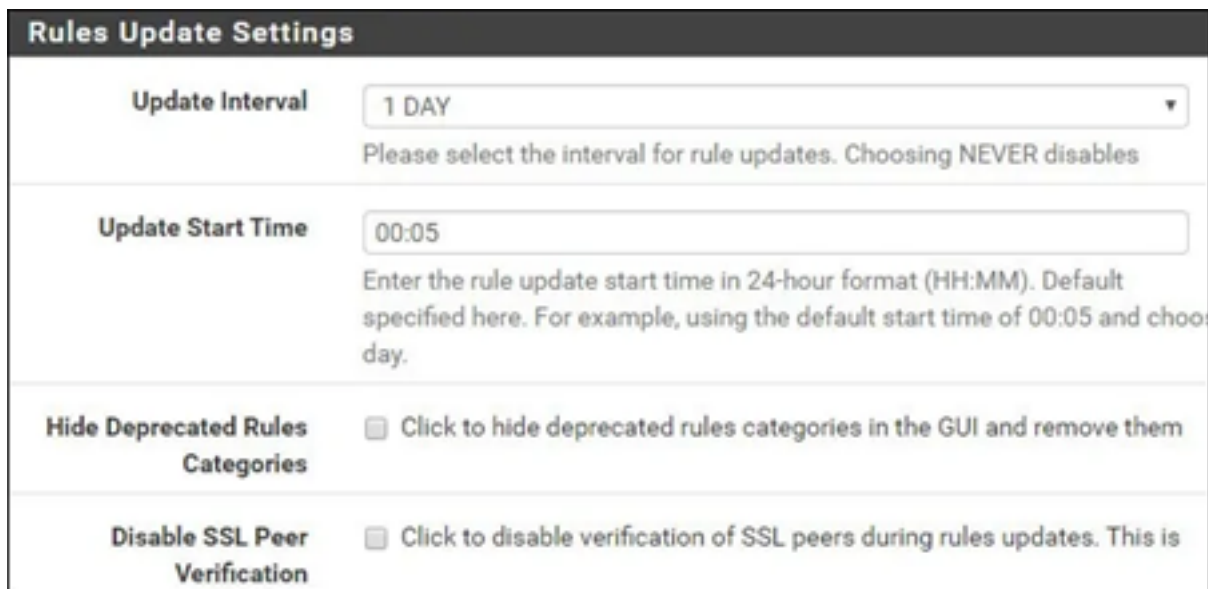 Rules Update Settings
Update Interval
1 DAY
Please select the interval for rule updates. Choosing NEVER disables
Update Start Time
00:05
Enter the rule update start time in 24-hour format (HH:MM). Default
specified here. For example, using the default start time of 00:05 and choos
day.
Hide Deprecated Rules
Categories
Click to hide deprecated rules categories in the GUI and remove them
Disable SSL Peer
Verification
Click to disable verification of SSL peers during rules updates. This is